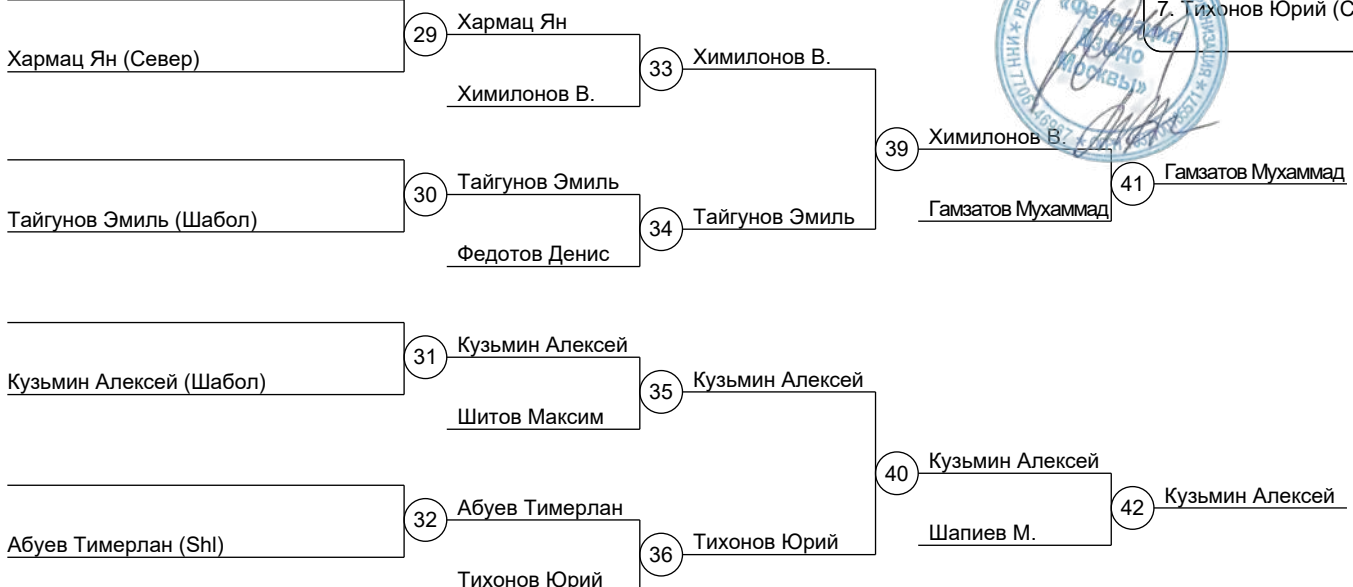 7. Тихонов Юрий (С
«Федерация
дзюдо
Москвы»
29
Хармац Ян
Хармац Ян (Север)
Химилонов В.
33
Химилонов В.
39
Химилонов В.
Гамзатов Мухаммад
41
Гамзатов Мухаммад
30
Тайгунов Эмиль
Тайгунов Эмиль (Шабол)
Федотов Денис
34
Тайгунов Эмиль
31
Кузьмин Алексей
Кузьмин Алексей (Шабол)
Шитов Максим
35
Кузьмин Алексей
40
Кузьмин Алексей
Шапиев М.
42
Кузьмин Алексей
32
Абуев Тимерлан
Абуев Тимерлан (Shl)
Тихонов Юрий
36
Тихонов Юрий